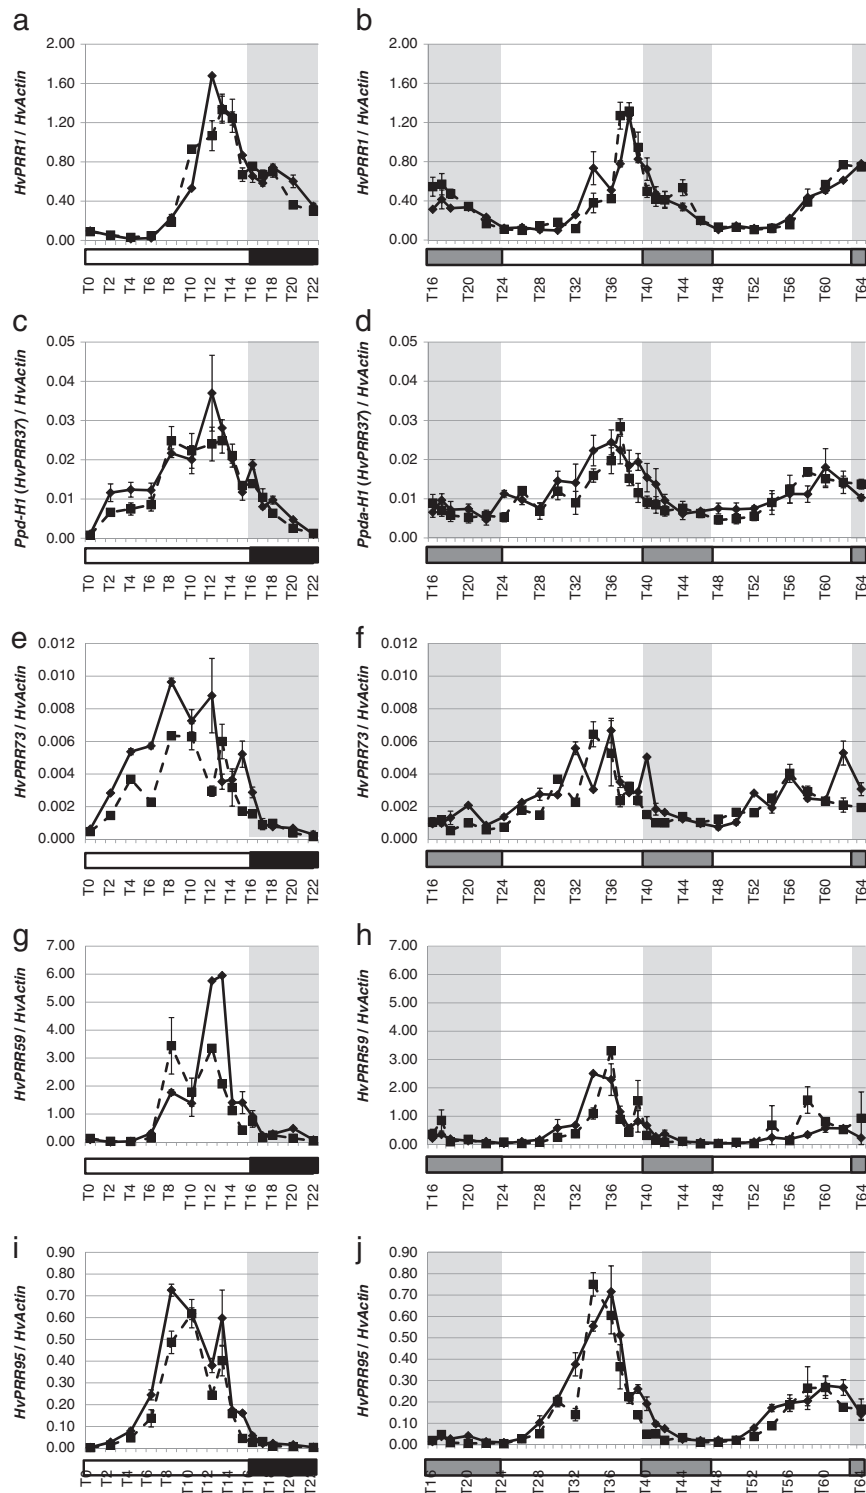 a
b
HvPRR1 / HvActin
2.00
1.60
1.20
0.80
0.40
0.00
T0 T2 T4 T6 T8 T10 T12 T14 T16 T18 T20 T22
HvPRR1 / HvActin
2.00
1.60
1.20
0.80
0.40
0.00
T16 T20 T24 T28 T32 T36 T40 T44 T48 T52 T56 T60 T64
c
d
Ppd-H1 (HvPRR37) / HvActin
0.05
0.04
0.03
0.02
0.01
0.00
T0 T2 T4 T6 T8 T10 T12 T14 T16 T18 T20 T22
Ppda-H1 (HvPRR37) / HvActin
0.05
0.04
0.03
0.02
0.01
0.00
T16 T20 T24 T28 T32 T36 T40 T44 T48 T52 T56 T60 T64
e
f
HvPRR73 / HvActin
0.012
0.010
0.008
0.006
0.004
0.002
0.000
T0 T2 T4 T6 T8 T10 T12 T14 T16 T18 T20 T22
HvPRR73 / HvActin
0.012
0.010
0.008
0.006
0.004
0.002
0.000
T16 T20 T24 T28 T32 T36 T40 T44 T48 T52 T56 T60 T64
g
h
HvPRR59 / HvActin
7.00
6.00
5.00
4.00
3.00
2.00
1.00
0.00
T0 T2 T4 T6 T8 T10 T12 T14 T16 T18 T20 T22
HvPRR59 / HvActin
7.00
6.00
5.00
4.00
3.00
2.00
1.00
0.00
T16 T20 T24 T28 T32 T36 T40 T44 T48 T52 T56 T60 T64
i
j
HvPRR95 / HvActin
0.90
0.80
0.70
0.60
0.50
0.40
0.30
0.20
0.10
0.00
T0 T2 T4 T6 T8 T10 T12 T14 T16 T18 T20 T22
HvPRR95 / HvActin
0.90
0.80
0.70
0.60
0.50
0.40
0.30
0.20
0.10
0.00
T16 T20 T24 T28 T32 T36 T40 T44 T48 T52 T56 T60 T64